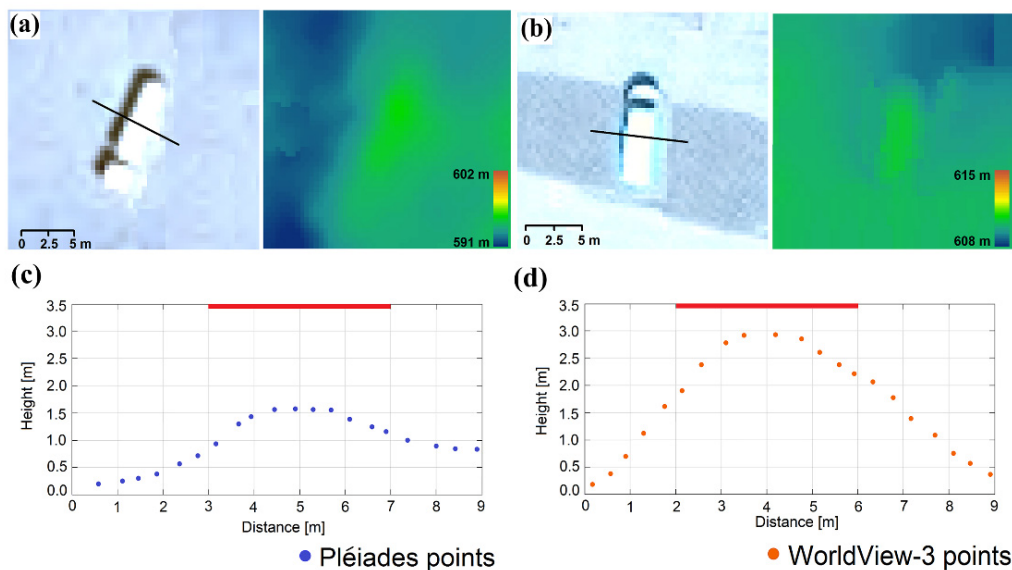 (a)
0 2.5 5 m
602 m
591 m
(b)
0 2.5 5 m
615 m
608 m
(c)
3.5
3.0
2.5
2.0
1.5
1.0
0.5
0.0
Height [m]
0 1 2 3 4 5 6 7 8 9
Distance [m]
Pléiades points
(d)
3.5
3.0
2.5
2.0
1.5
1.0
0.5
0.0
Height [m]
0 1 2 3 4 5 6 7 8 9
Distance [m]
WorldView-3 points